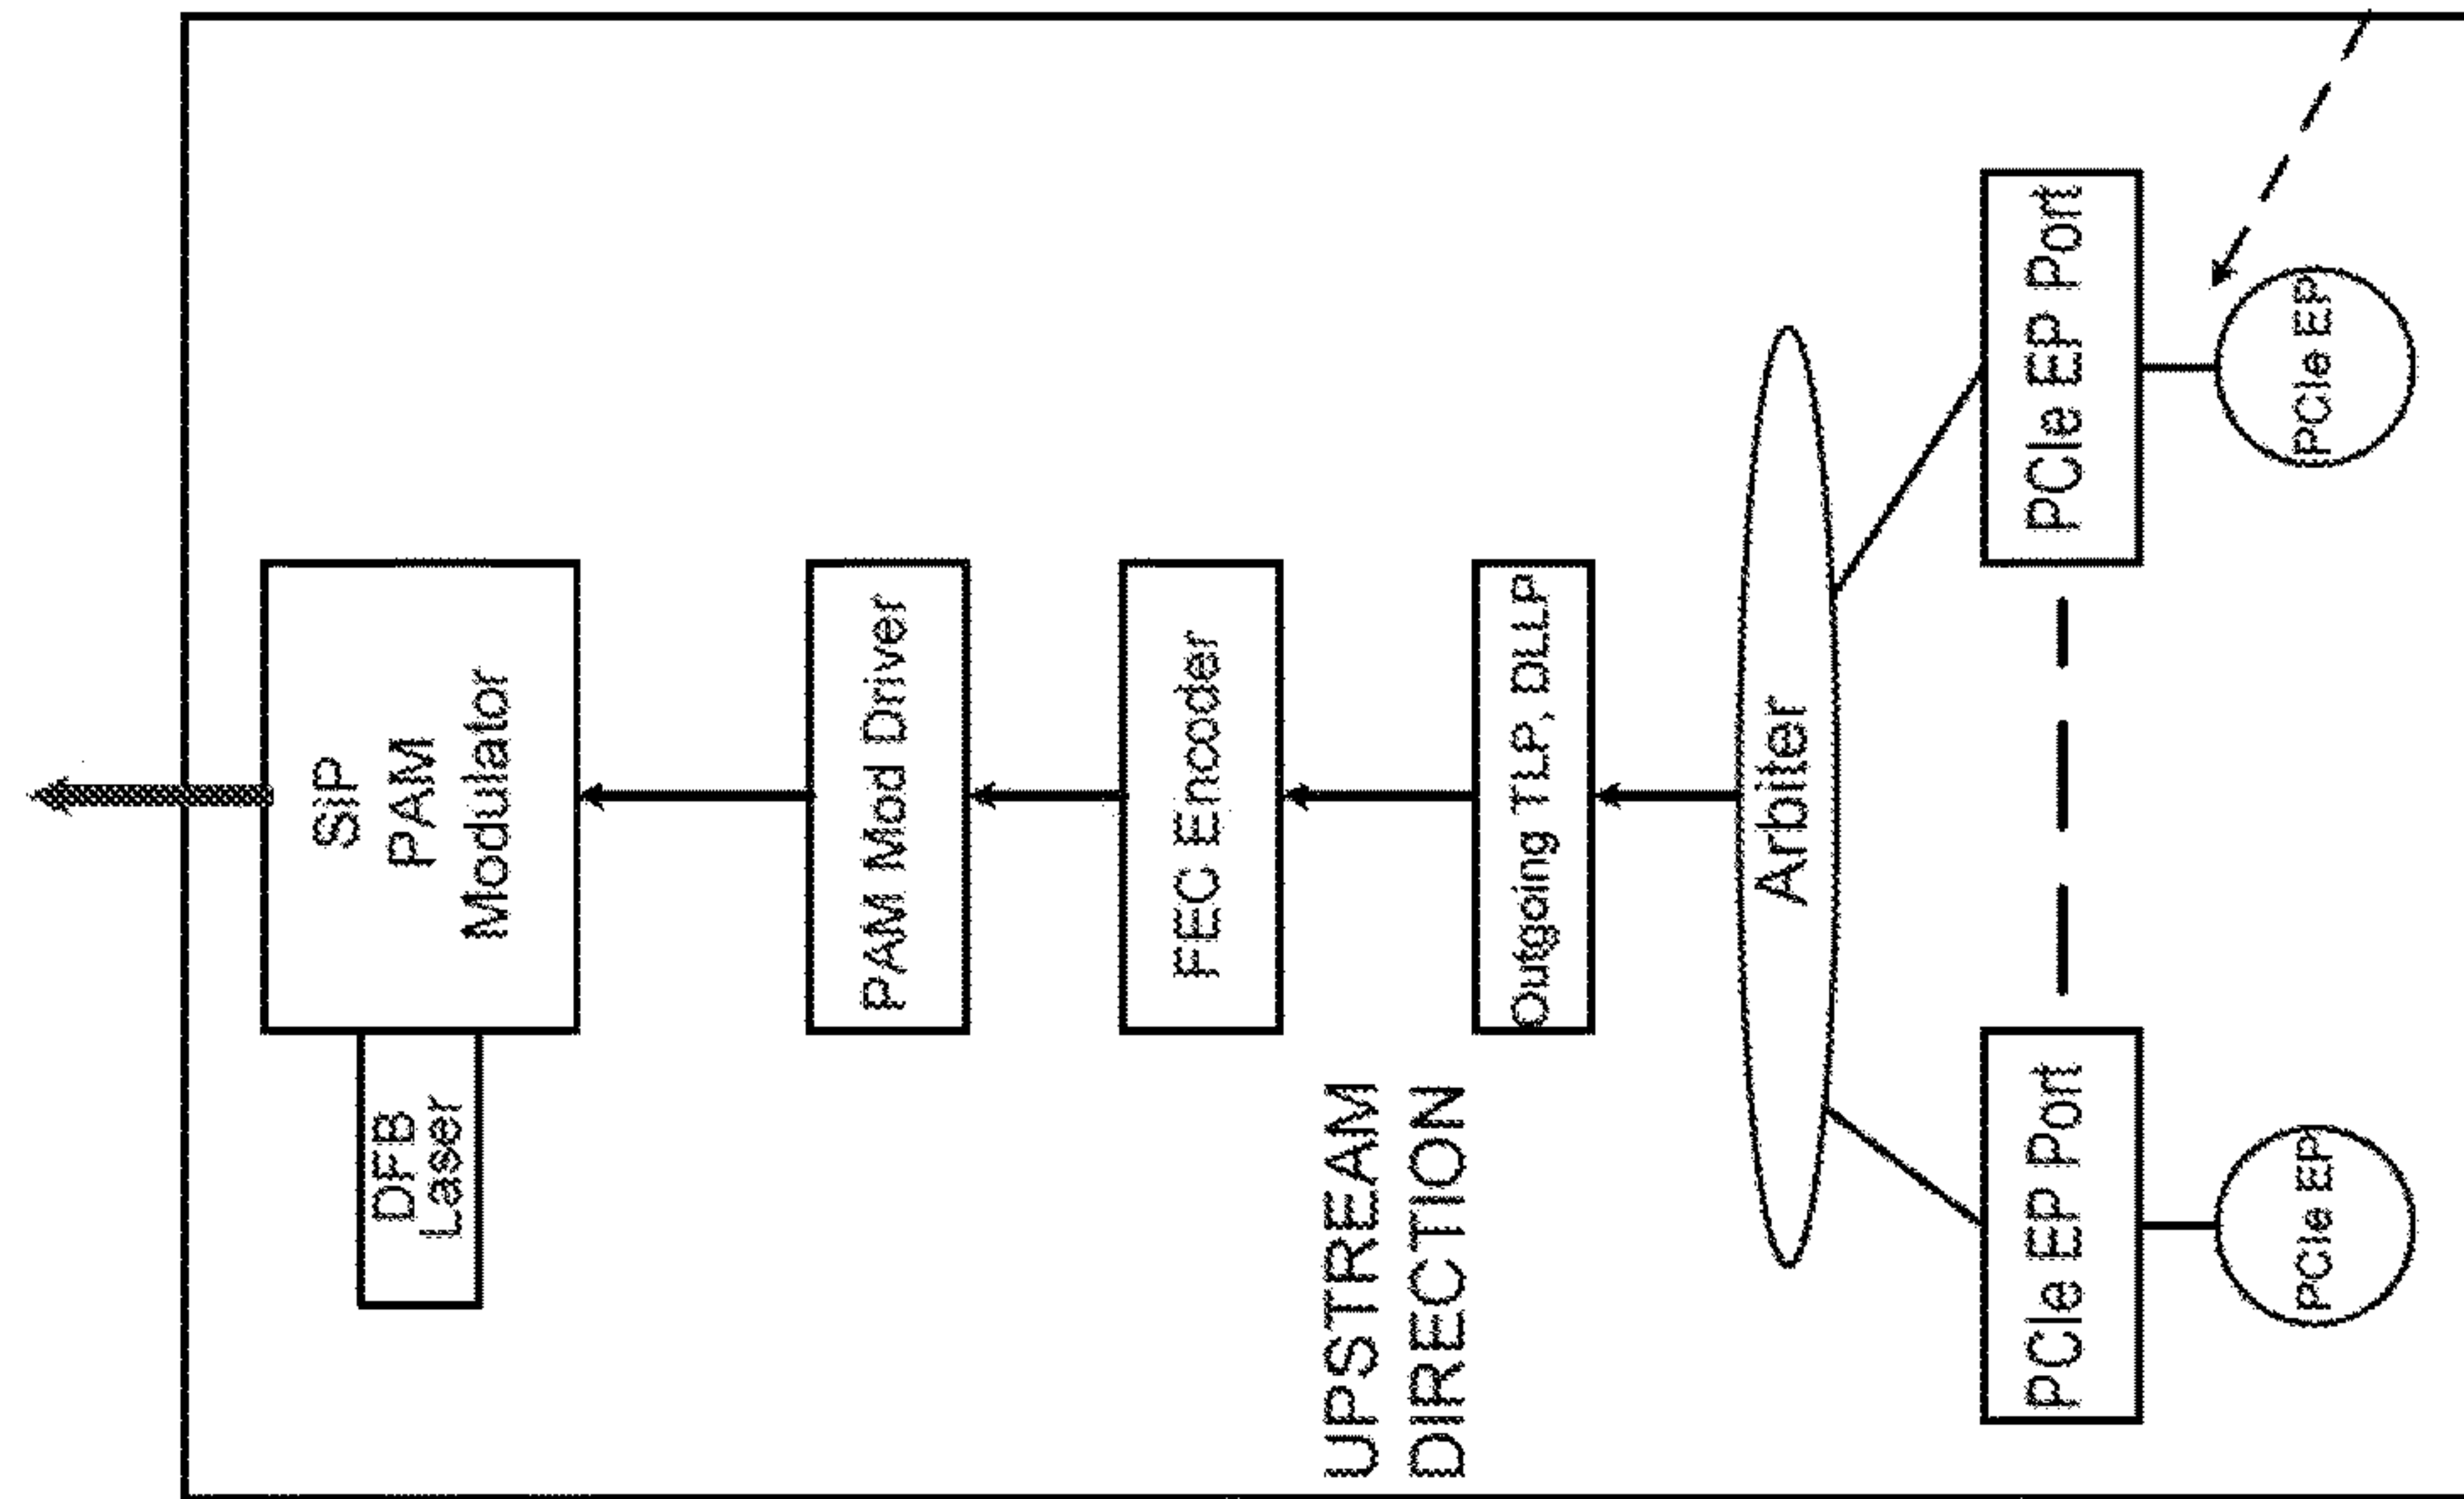 SiP
PAM
Modulator
DFB
Laser
PAM Mod Driver
FEC Encoder
Outgoing TLP, DLLP
UPSTREAM
DIRECTION
Arbiter
PCIe EP Port
PCIe EP Port
PCIe EP
PCIe EP